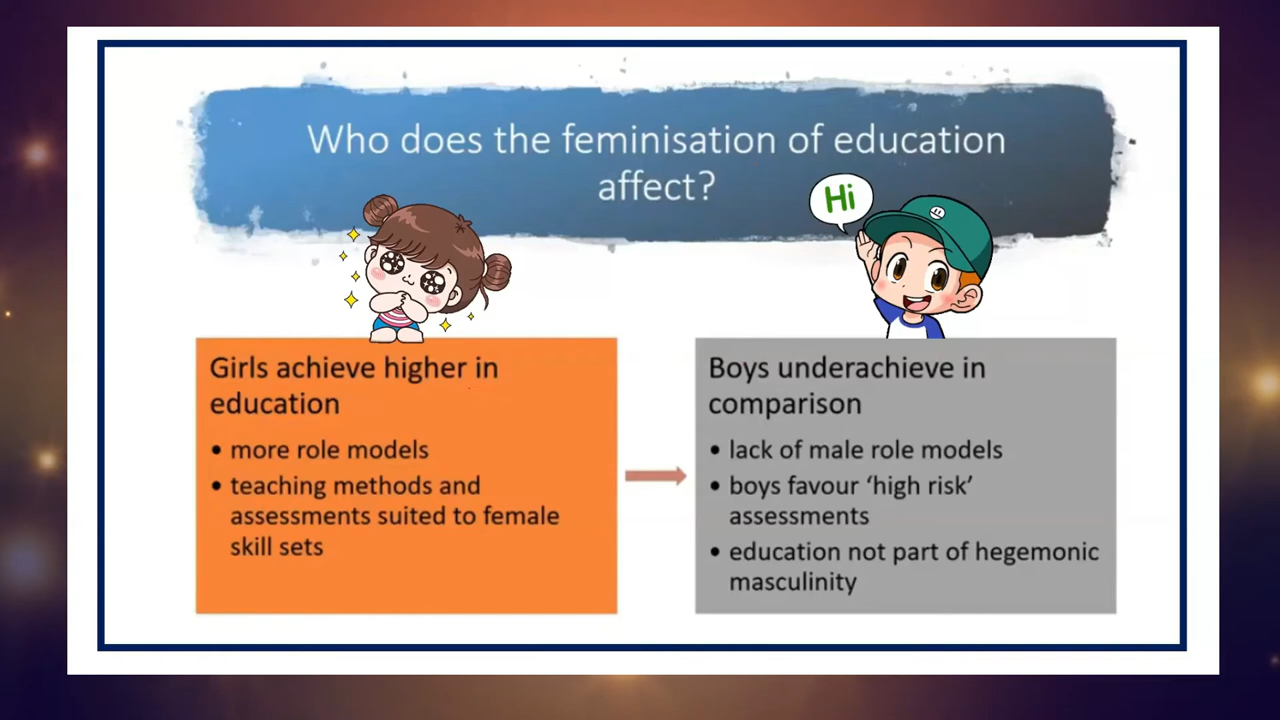 Who does the feminisation of education
affect?
Hi
Girls achieve higher in
education
• more role models
• teaching methods and
assessments suited to female
skill sets
Boys underachieve in
comparison
• lack of male role models
• boys favour ‘high risk’
assessments
• education not part of hegemonic
masculinity